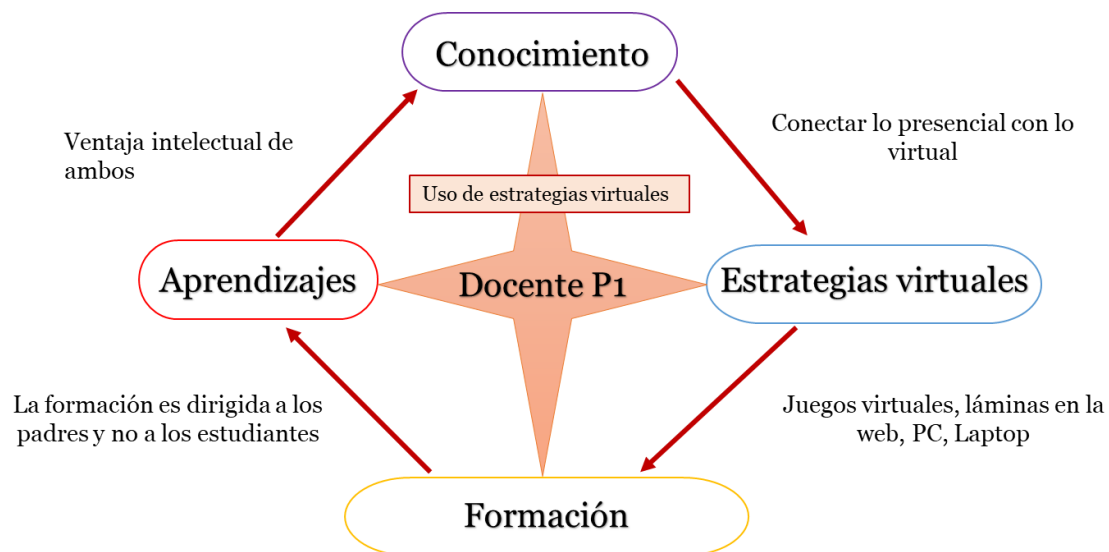 Conocimiento
Ventaja intelectual de
ambos
Conectar lo presencial con lo
virtual
Uso de estrategias virtuales
Aprendizajes
Docente P1
Estrategias virtuales
La formación es dirigida a los
padres y no a los estudiantes
Juegos virtuales, láminas en la
web, PC, Laptop
Formación